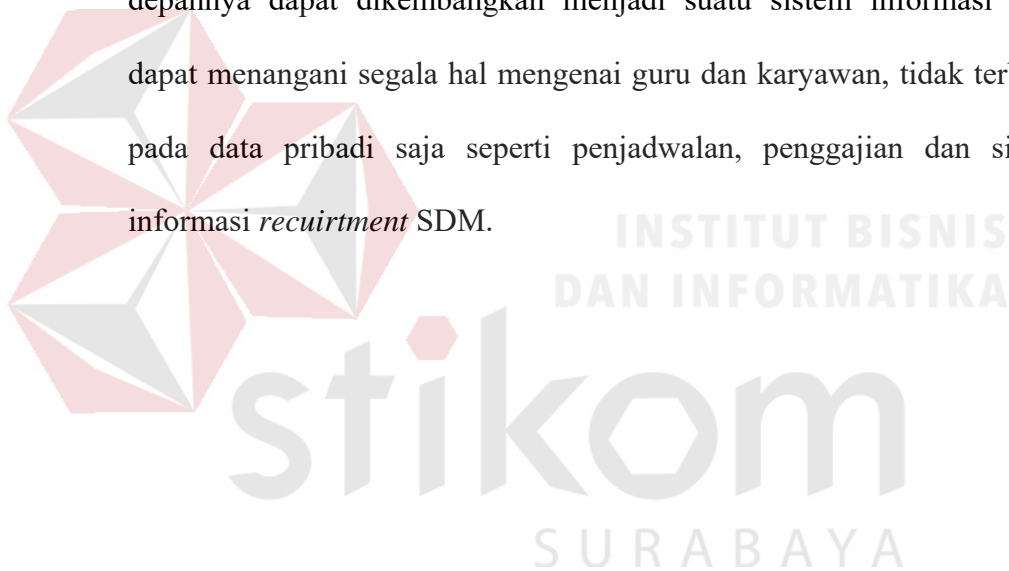 depannya dapat dikembangkan menjadi suatu sistem informasi
dapat menangani segala hal mengenai guru dan karyawan, tidak ter
pada data pribadi saja seperti penjadwalan, penggajian dan si
informasi recuirtment SDM.
INSTITUT BISNIS
DAN INFORMATIKA
stikom
SURABAYA